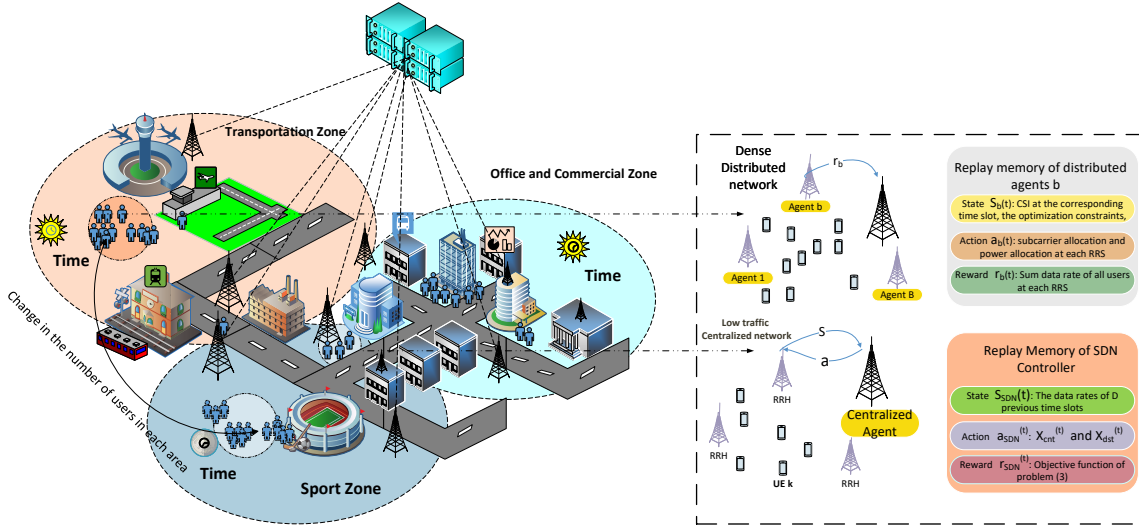 Transportation Zone
Office and Commercial Zone
Time
Time
Change in the number of users in each area
Time
Sport Zone
Dense
Distributed
network
r_b
Agent b
Agent 1
Agent B
Replay memory of distributed
agents b
State S_b(t): CSI at the corresponding
time slot, the optimization constraints,
Action a_b(t): subcarrier allocation and
power allocation at each RRS
Reward r_b(t): Sum data rate of all users
at each RRS
Low traffic
Centralized network
S
a
RRH
Centralized
Agent
RRH
UE k
RRH
Replay Memory of SDN
Controller
State S_SDN(t): The data rates of D
previous time slots
Action a_SDN^(t): X_cnt^(t) and X_dst^(t)
Reward r_SDN^(t): Objective function of
problem (3)